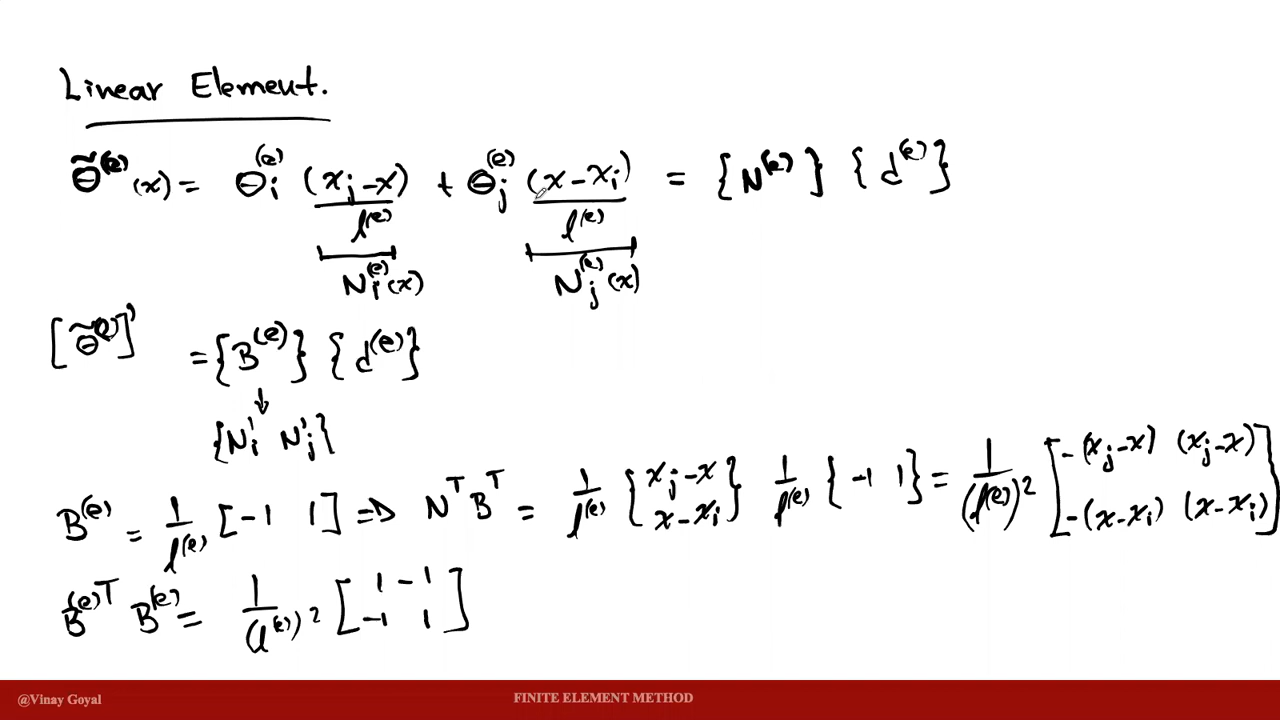 Linear Element.
θ̃^(e)(x) = θ_i^(e) (x_j - x)/l^(e) + θ_j^(e) (x - x_i)/l^(e) = {N^(e)} {d^(e)}
N_i^(e)(x) N_j^(e)(x)
[θ̃^(e)]' = {B^(e)} {d^(e)}
↓
{N_i' N_j'}
B^(e) = 1/l^(e) [-1 1] => N^T B^T = 1/l^(e) {x_j - x; x - x_i} 1/l^(e) {-1 1} = 1/(l^(e))^2 [-(x_j - x) (x_j - x); -(x - x_i) (x - x_i)]
B^(e)T B^(e) = 1/(l^(e))^2 [1 -1; -1 1]
@Vinay Goyal FINITE ELEMENT METHOD